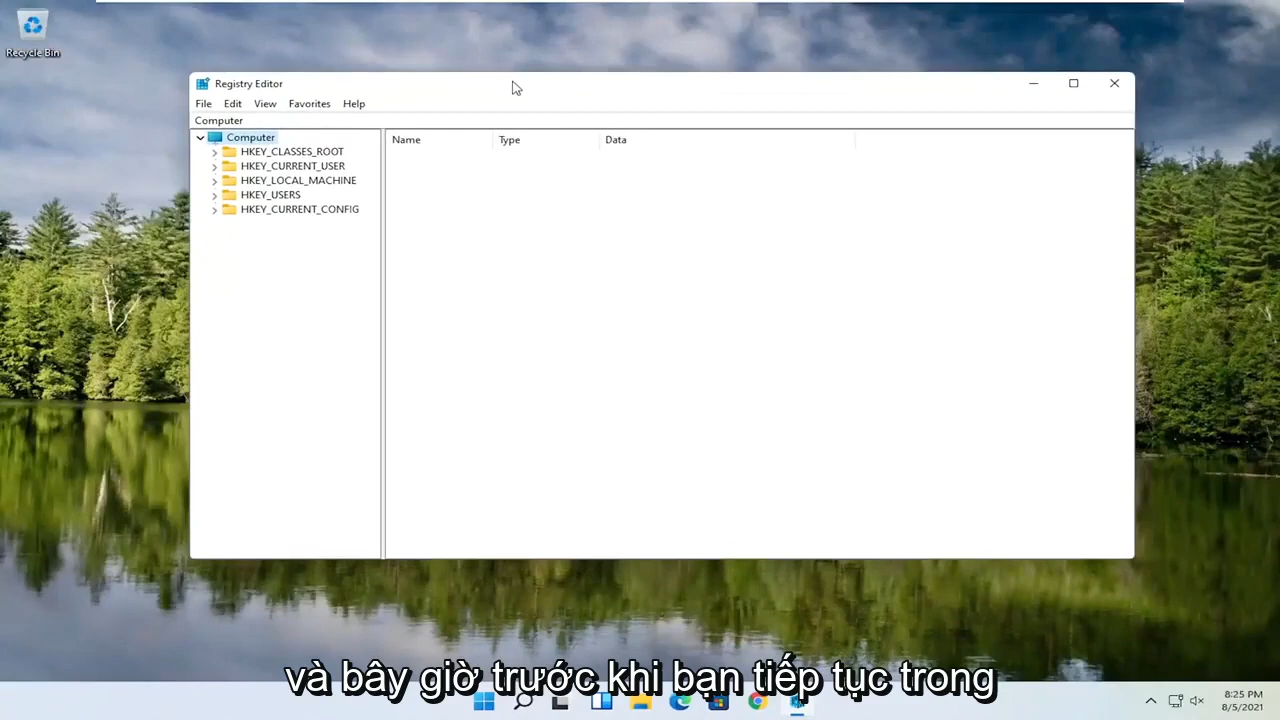 Recycle Bin
Registry Editor
File Edit View Favorites Help
Computer
Computer
HKEY_CLASSES_ROOT
HKEY_CURRENT_USER
HKEY_LOCAL_MACHINE
HKEY_USERS
HKEY_CURRENT_CONFIG
Name Type Data
và bây giờ trước khi bạn tiếp tục trong
8:25 PM
8/5/2021